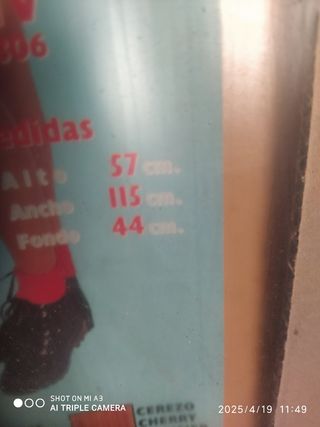 V
806
edidas
Alto 57 cm.
Ancho 115 cm.
Fondo 44 cm.
CEREZO
CHERRY
SHOT ON MI A3
AI TRIPLE CAMERA
2025/4/19 11:49